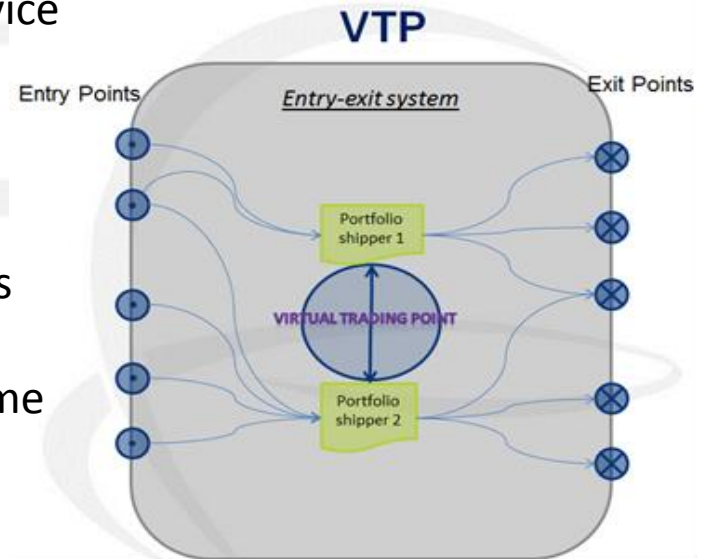 vice
VTP
Entry Points
Exit Points
Entry-exit system
Portfolio
shipper 1
VIRTUAL TRADING POINT
s
me
Portfolio
shipper 2